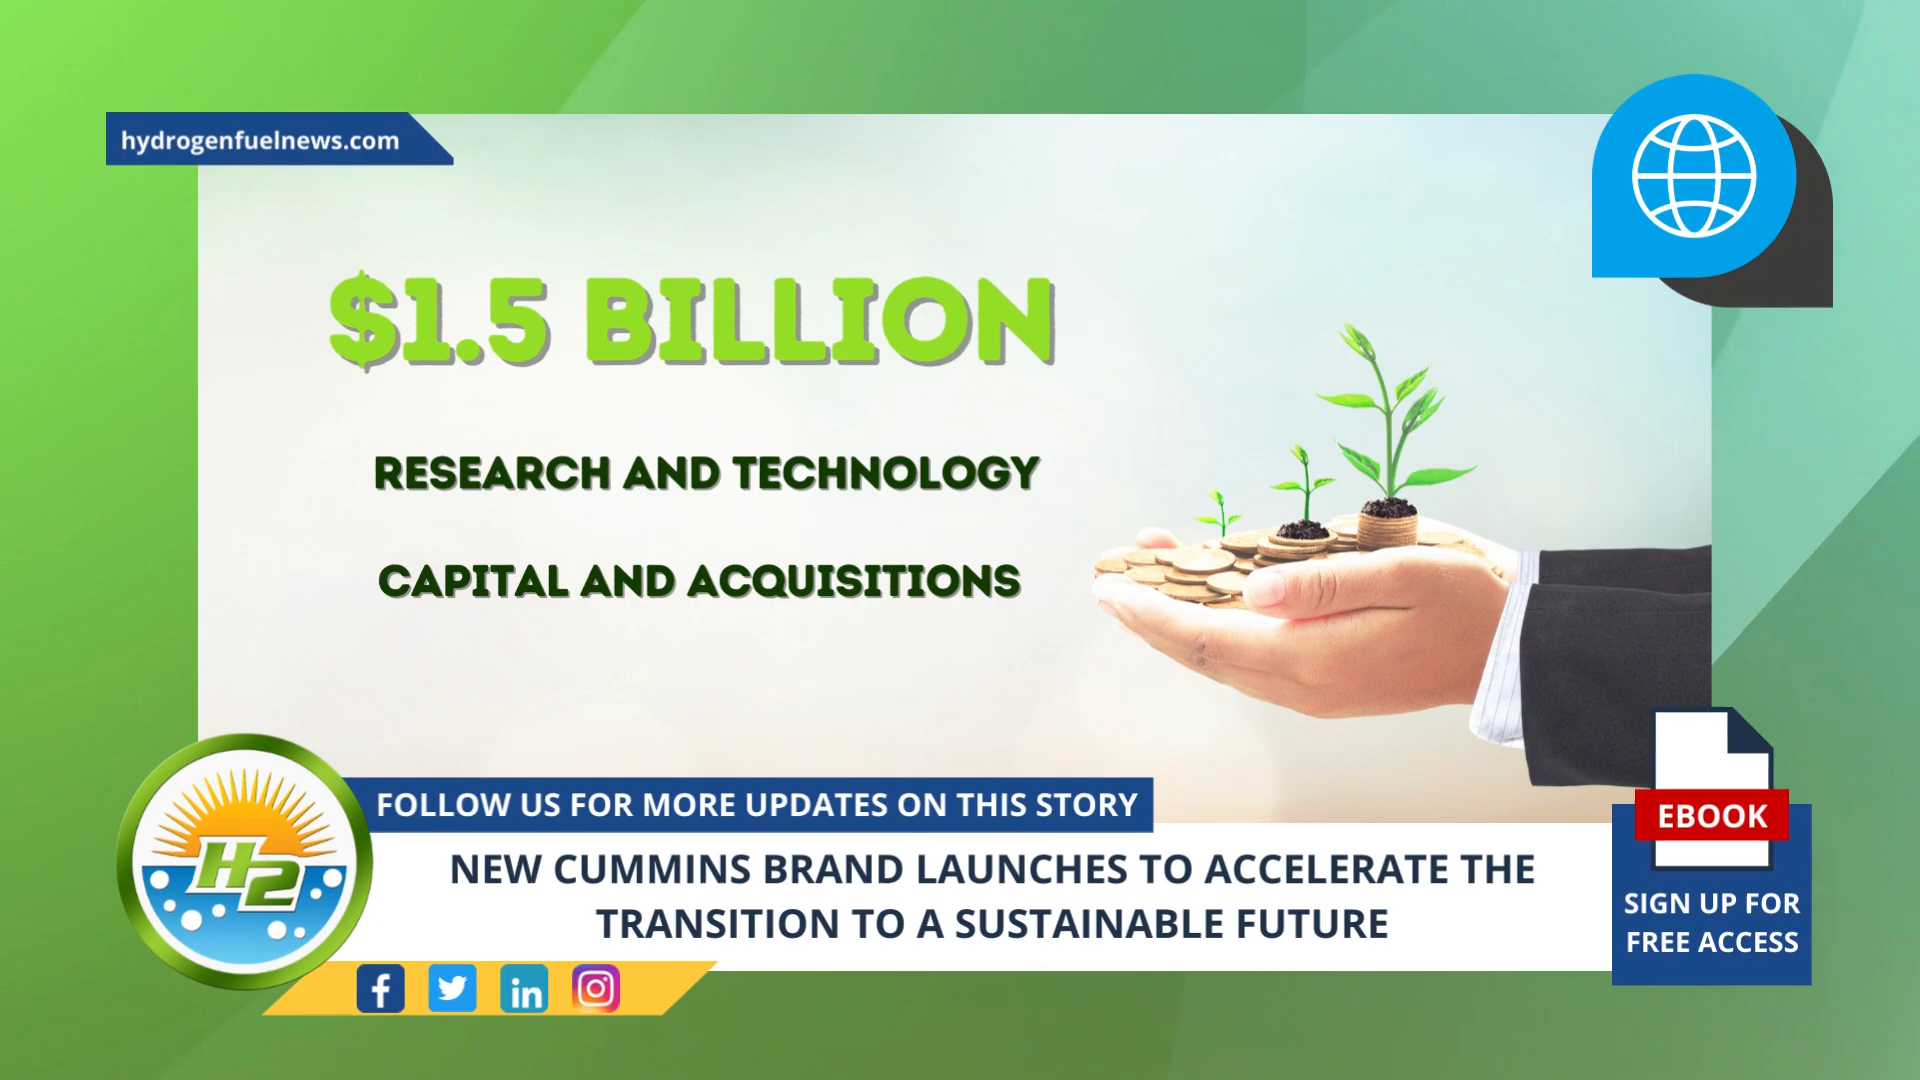 hydrogenfuelnews.com
$1.5 BILLION
RESEARCH AND TECHNOLOGY
CAPITAL AND ACQUISITIONS
FOLLOW US FOR MORE UPDATES ON THIS STORY
H2
NEW CUMMINS BRAND LAUNCHES TO ACCELERATE THE
TRANSITION TO A SUSTAINABLE FUTURE
EBOOK
SIGN UP FOR
FREE ACCESS